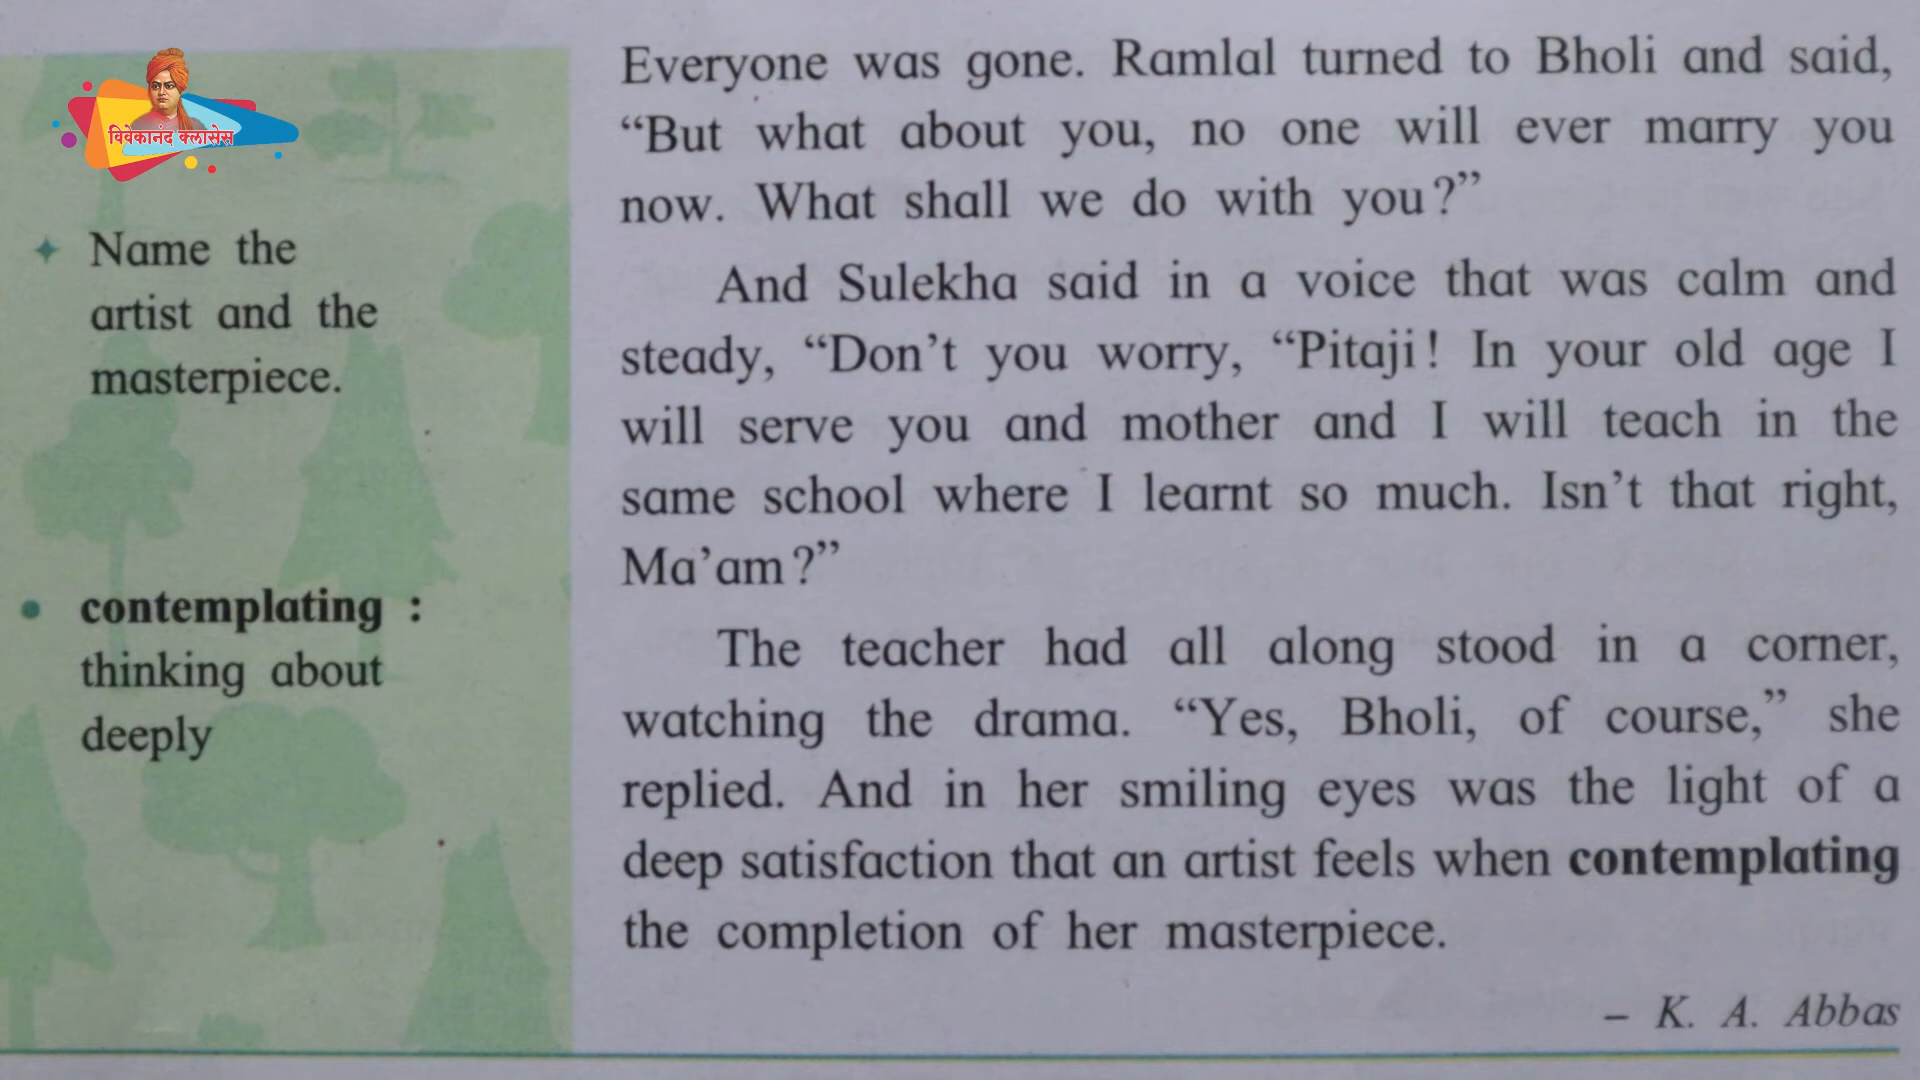 विवेकानंद क्लासेस
Name the
artist and the
masterpiece.
contemplating :
thinking about
deeply
Everyone was gone. Ramlal turned to Bholi and said,
“But what about you, no one will ever marry you
now. What shall we do with you?”
And Sulekha said in a voice that was calm and
steady, “Don’t you worry, “Pitaji! In your old age I
will serve you and mother and I will teach in the
same school where I learnt so much. Isn’t that right,
Ma’am?”
The teacher had all along stood in a corner,
watching the drama. “Yes, Bholi, of course,” she
replied. And in her smiling eyes was the light of a
deep satisfaction that an artist feels when contemplating
the completion of her masterpiece.
– K. A. Abbas